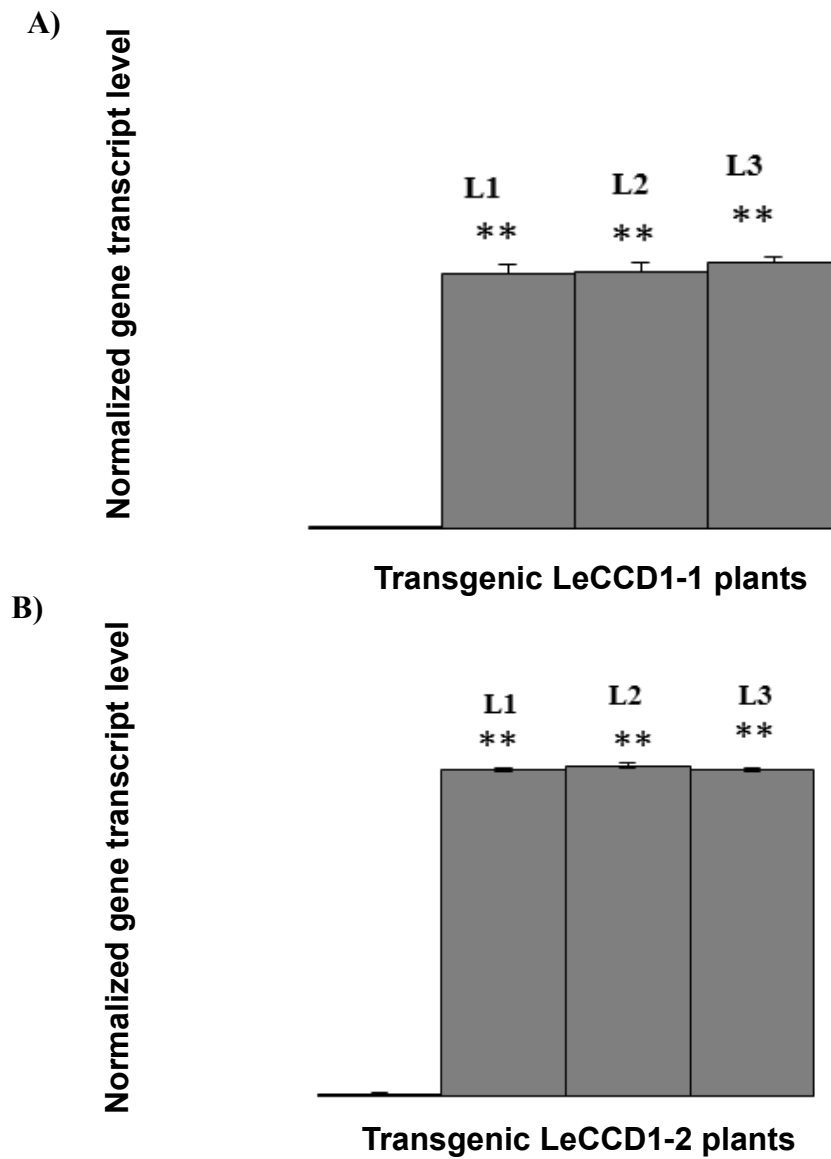 A)
Normalized gene transcript level
L1
L2
L3
**
**
**
Transgenic LeCCD1-1 plants
B)
Normalized gene transcript level
L1
L2
L3
**
**
**
Transgenic LeCCD1-2 plants